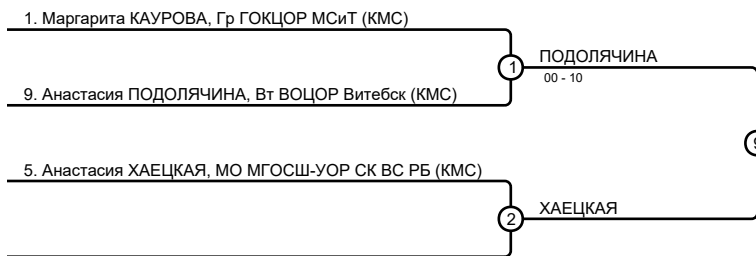 1. Маргарита КАУРОВА, Гр ГОКЦОР МСиТ (КМС)
1
ПОДОЛЯЧИНА
00 - 10
9. Анастасия ПОДОЛЯЧИНА, Вт ВОЦОР Витебск (КМС)
5. Анастасия ХАЕЦКАЯ, МО МГОСШ-УОР СК ВС РБ (КМС)
2
ХАЕЦКАЯ